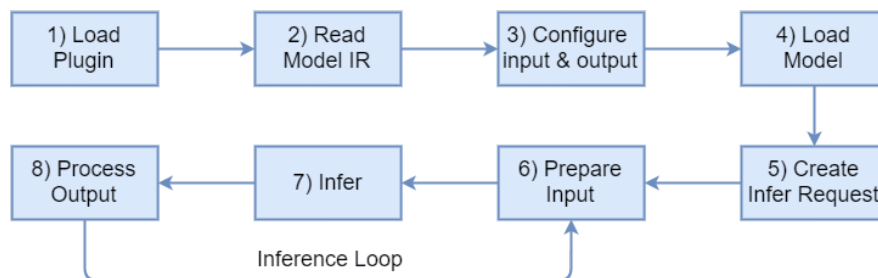 1) Load
Plugin
2) Read
Model IR
3) Configure
input & output
4) Load
Model
5) Create
Infer Request
6) Prepare
Input
7) Infer
8) Process
Output
Inference Loop